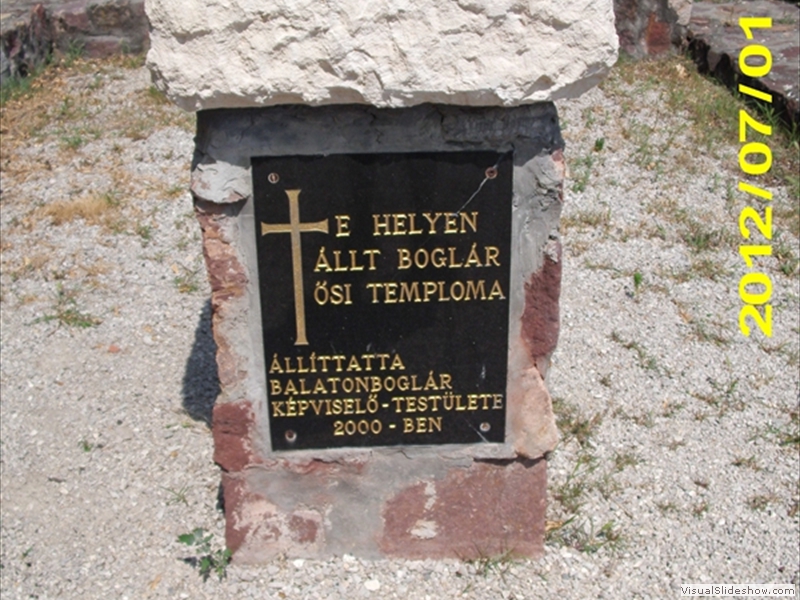 E HELYEN
ÁLLT BOGLÁR
ŐSI TEMPLOMA
ÁLLÍTTATTA
BALATONBOGLÁR
KÉPVISELŐ-TESTÜLETE
2000-BEN
2012/07/01
VisualSlideshow.com